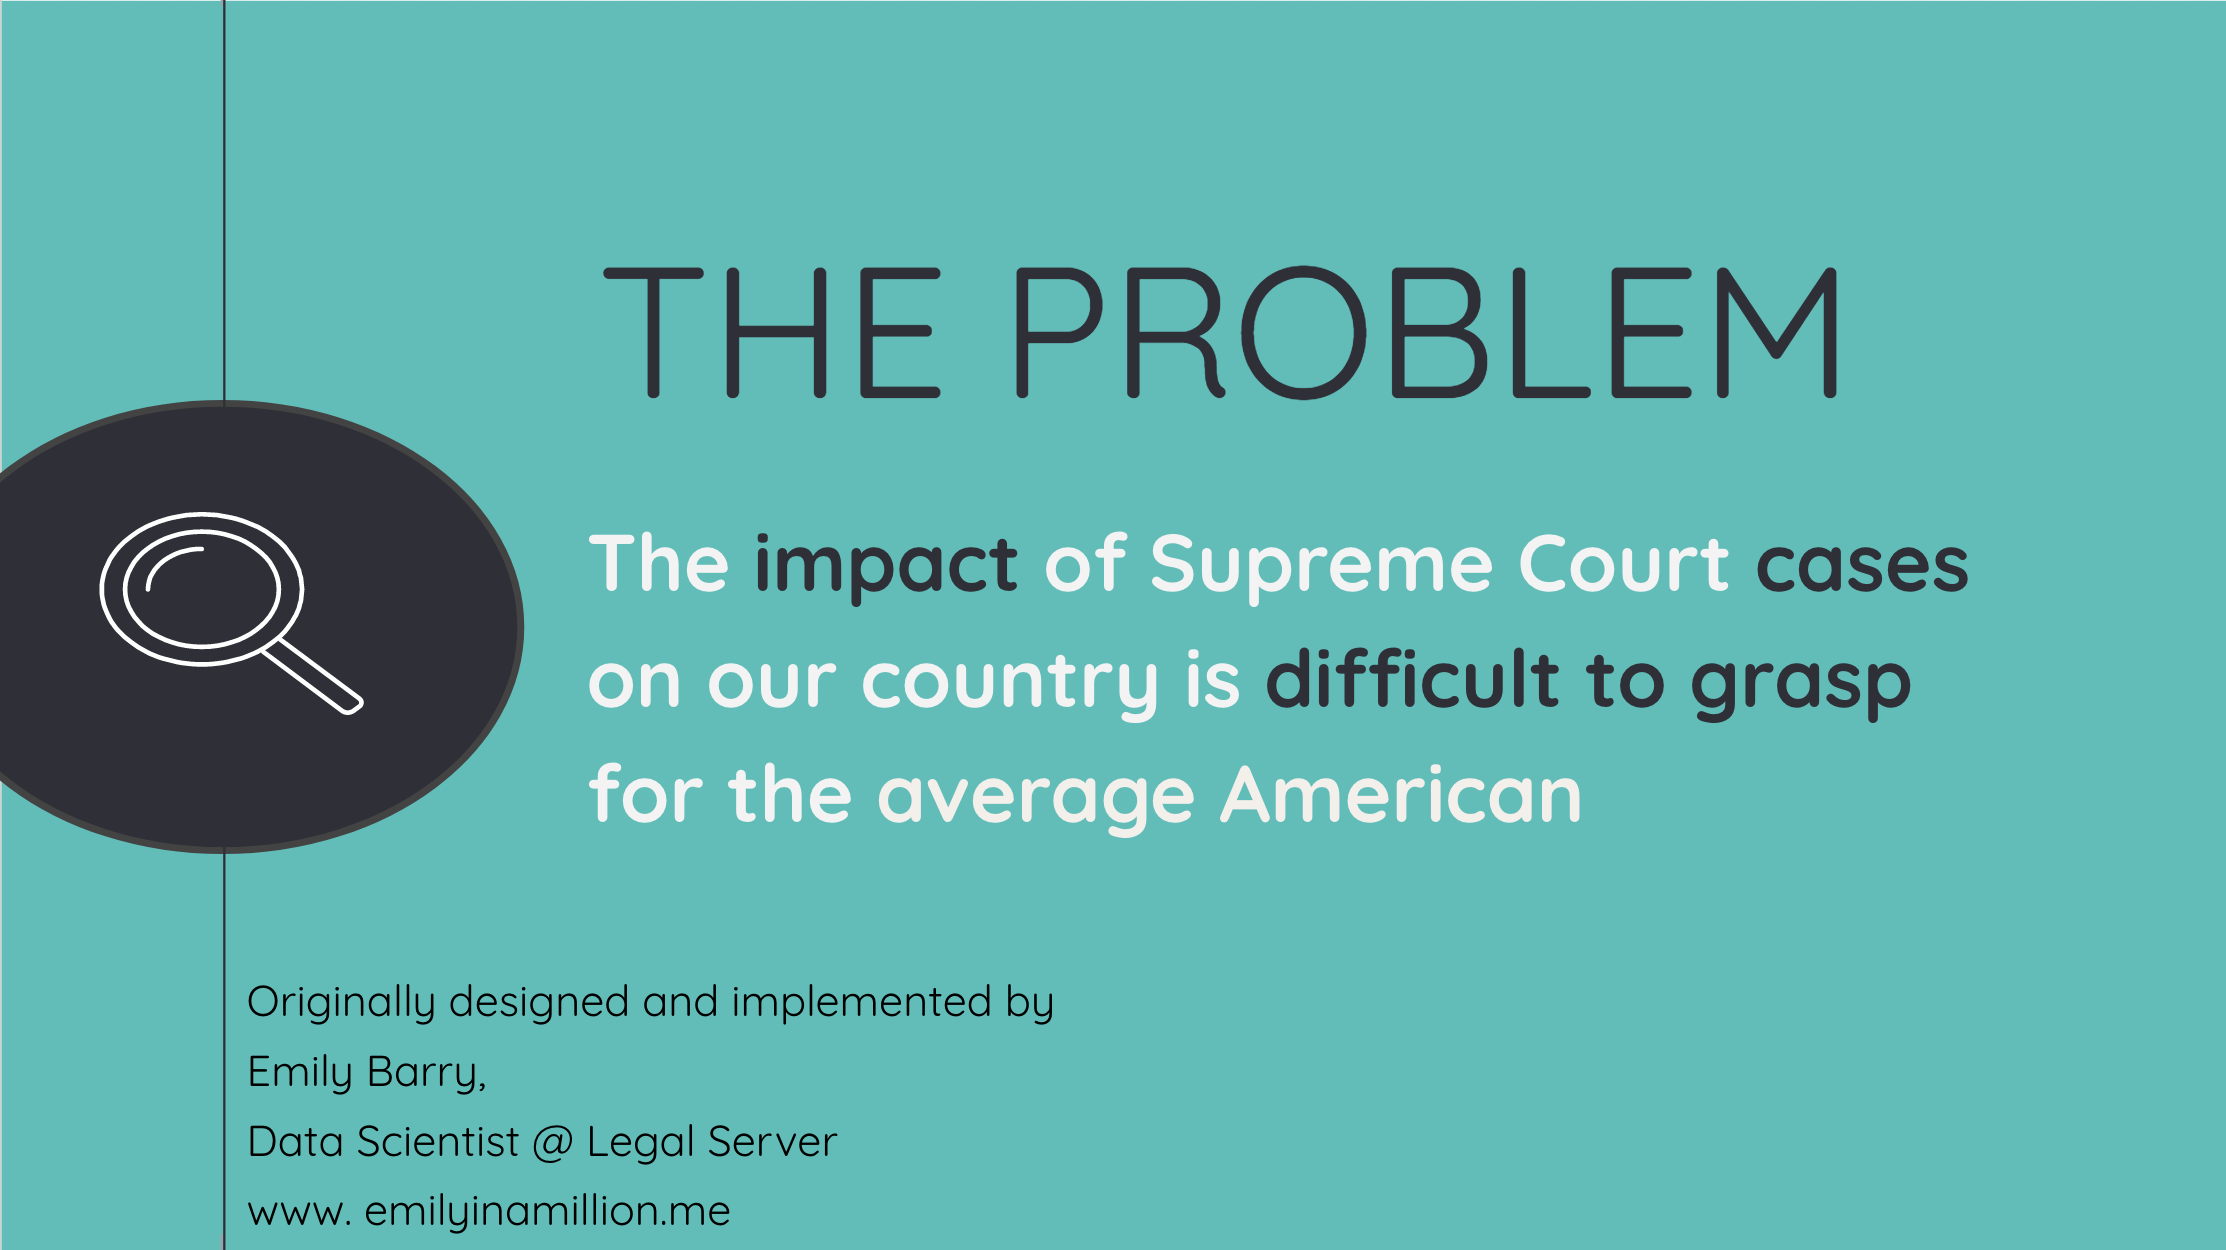 THE PROBLEM
The impact of Supreme Court cases
on our country is difficult to grasp
for the average American
Originally designed and implemented by
Emily Barry,
Data Scientist @ Legal Server
www. emilyinamillion.me